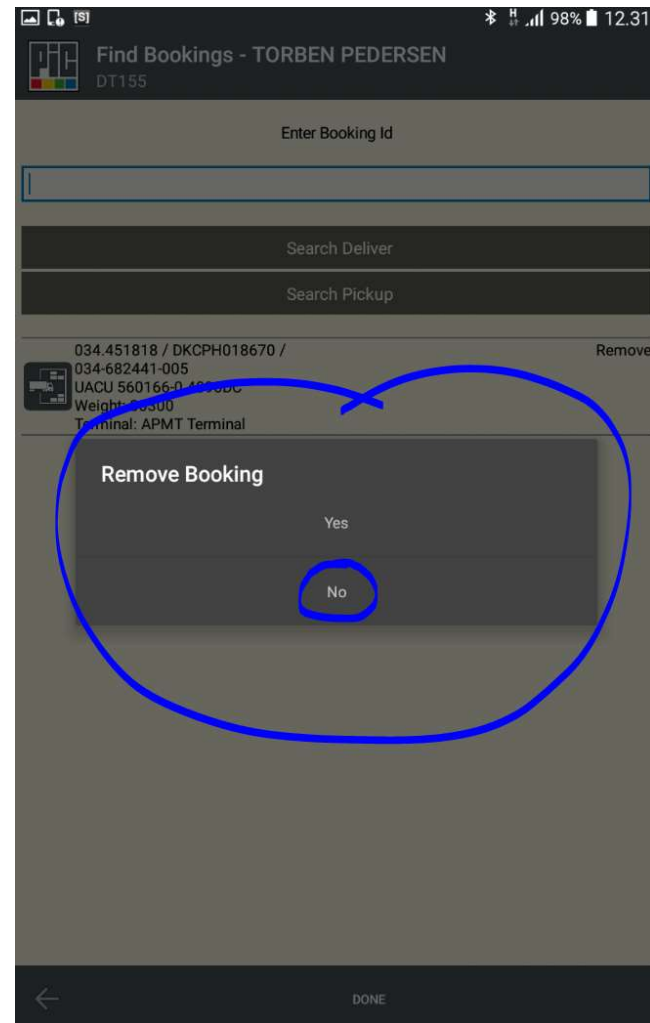 98% 12.31
Find Bookings - TORBEN PEDERSEN
DT155
Enter Booking Id
Search Deliver
Search Pickup
034.451818 / DKCPH018670 /
Remove
034-682441-005
UACU 560166-0
Weight:
Terminal: APMT Terminal
Remove Booking
Yes
No
DONE